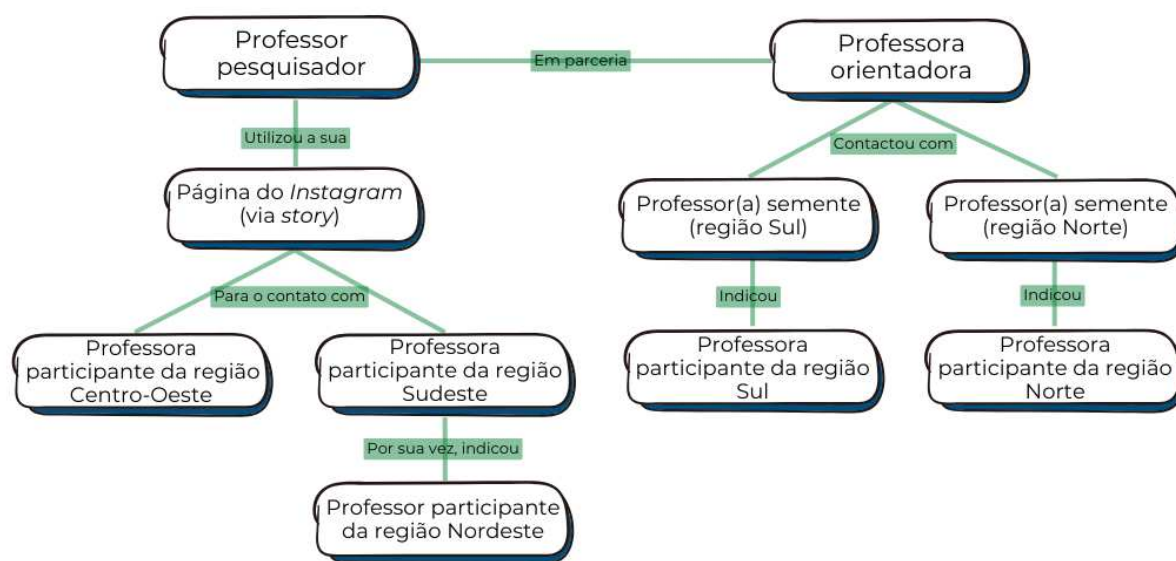 Professor
pesquisador
Em parceria
Professora
orientadora
Utilizou a sua
Contactou com
Página do Instagram
(via story)
Professor(a) semente
(região Sul)
Professor(a) semente
(região Norte)
Para o contato com
Indicou
Indicou
Professora
participante da região
Centro-Oeste
Professora
participante da região
Sudeste
Professora
participante da região
Sul
Professora
participante da região
Norte
Por sua vez, indicou
Professor participante
da região Nordeste